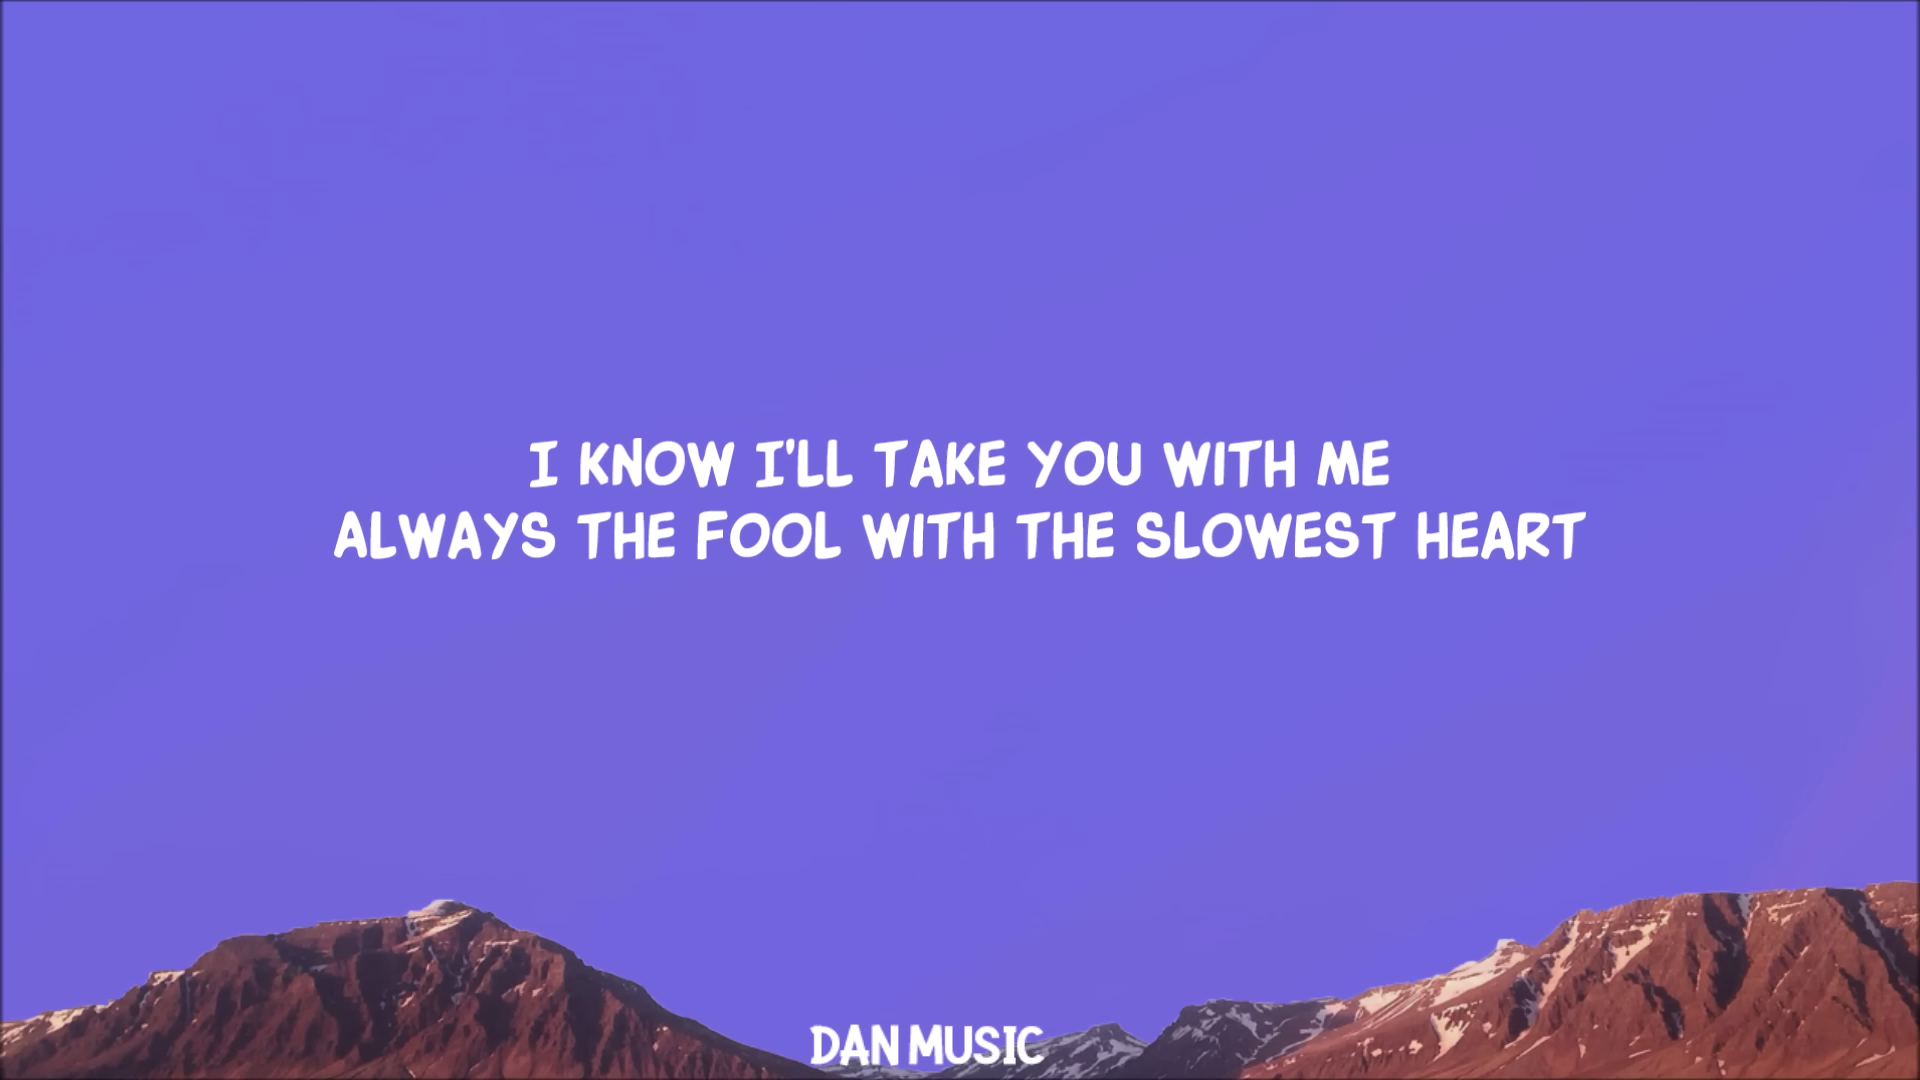 I KNOW I'LL TAKE YOU WITH ME
ALWAYS THE FOOL WITH THE SLOWEST HEART
DAN MUSIC